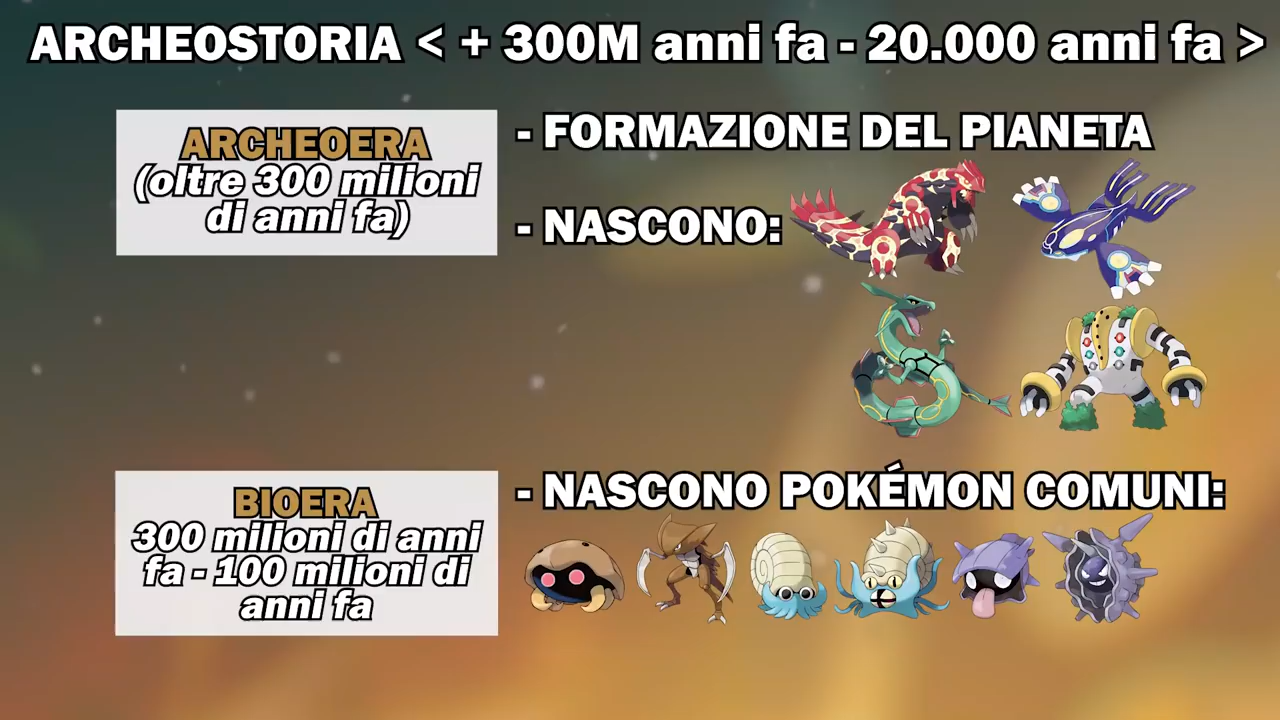 ARCHEOSTORIA < + 300M anni fa - 20.000 anni fa >
ARCHEOERA
(oltre 300 milioni
di anni fa)
- FORMAZIONE DEL PIANETA
- NASCONO:
BIOERA
300 milioni di anni
fa - 100 milioni di
anni fa
- NASCONO POKÉMON COMUNI: